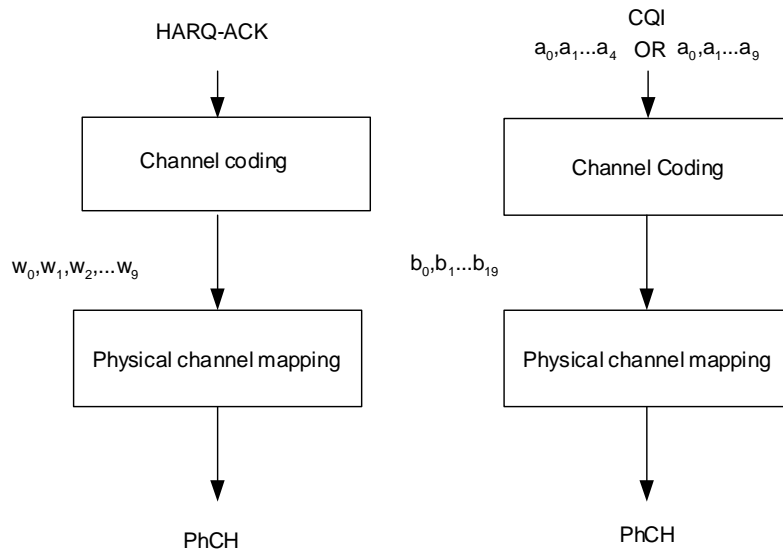 HARQ-ACK
Channel coding
w0,w1,w2,...w9
Physical channel mapping
PhCH
CQI
a0,a1...a4 OR a0,a1...a9
Channel Coding
b0,b1...b19
Physical channel mapping
PhCH